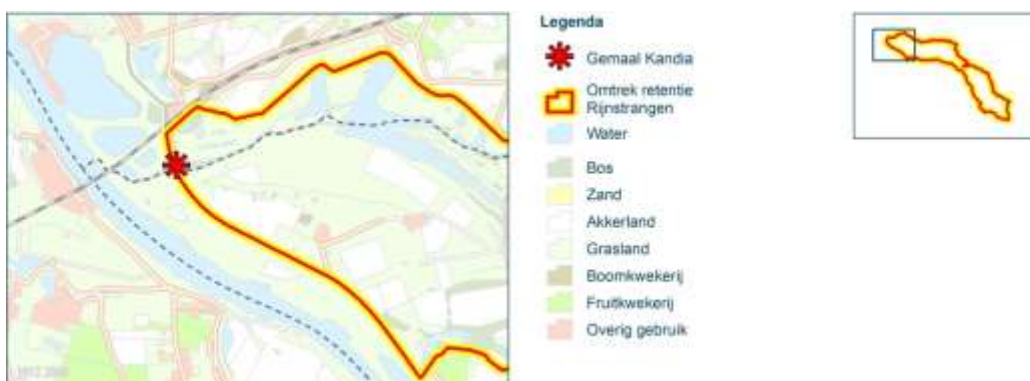 Legenda
Gemaal Kandia
Omtrek retentie
Rijnstrangen
Water
Bos
Zand
Akkerland
Grasland
Boomkwekerij
Fruitkwekerij
Overig gebruik